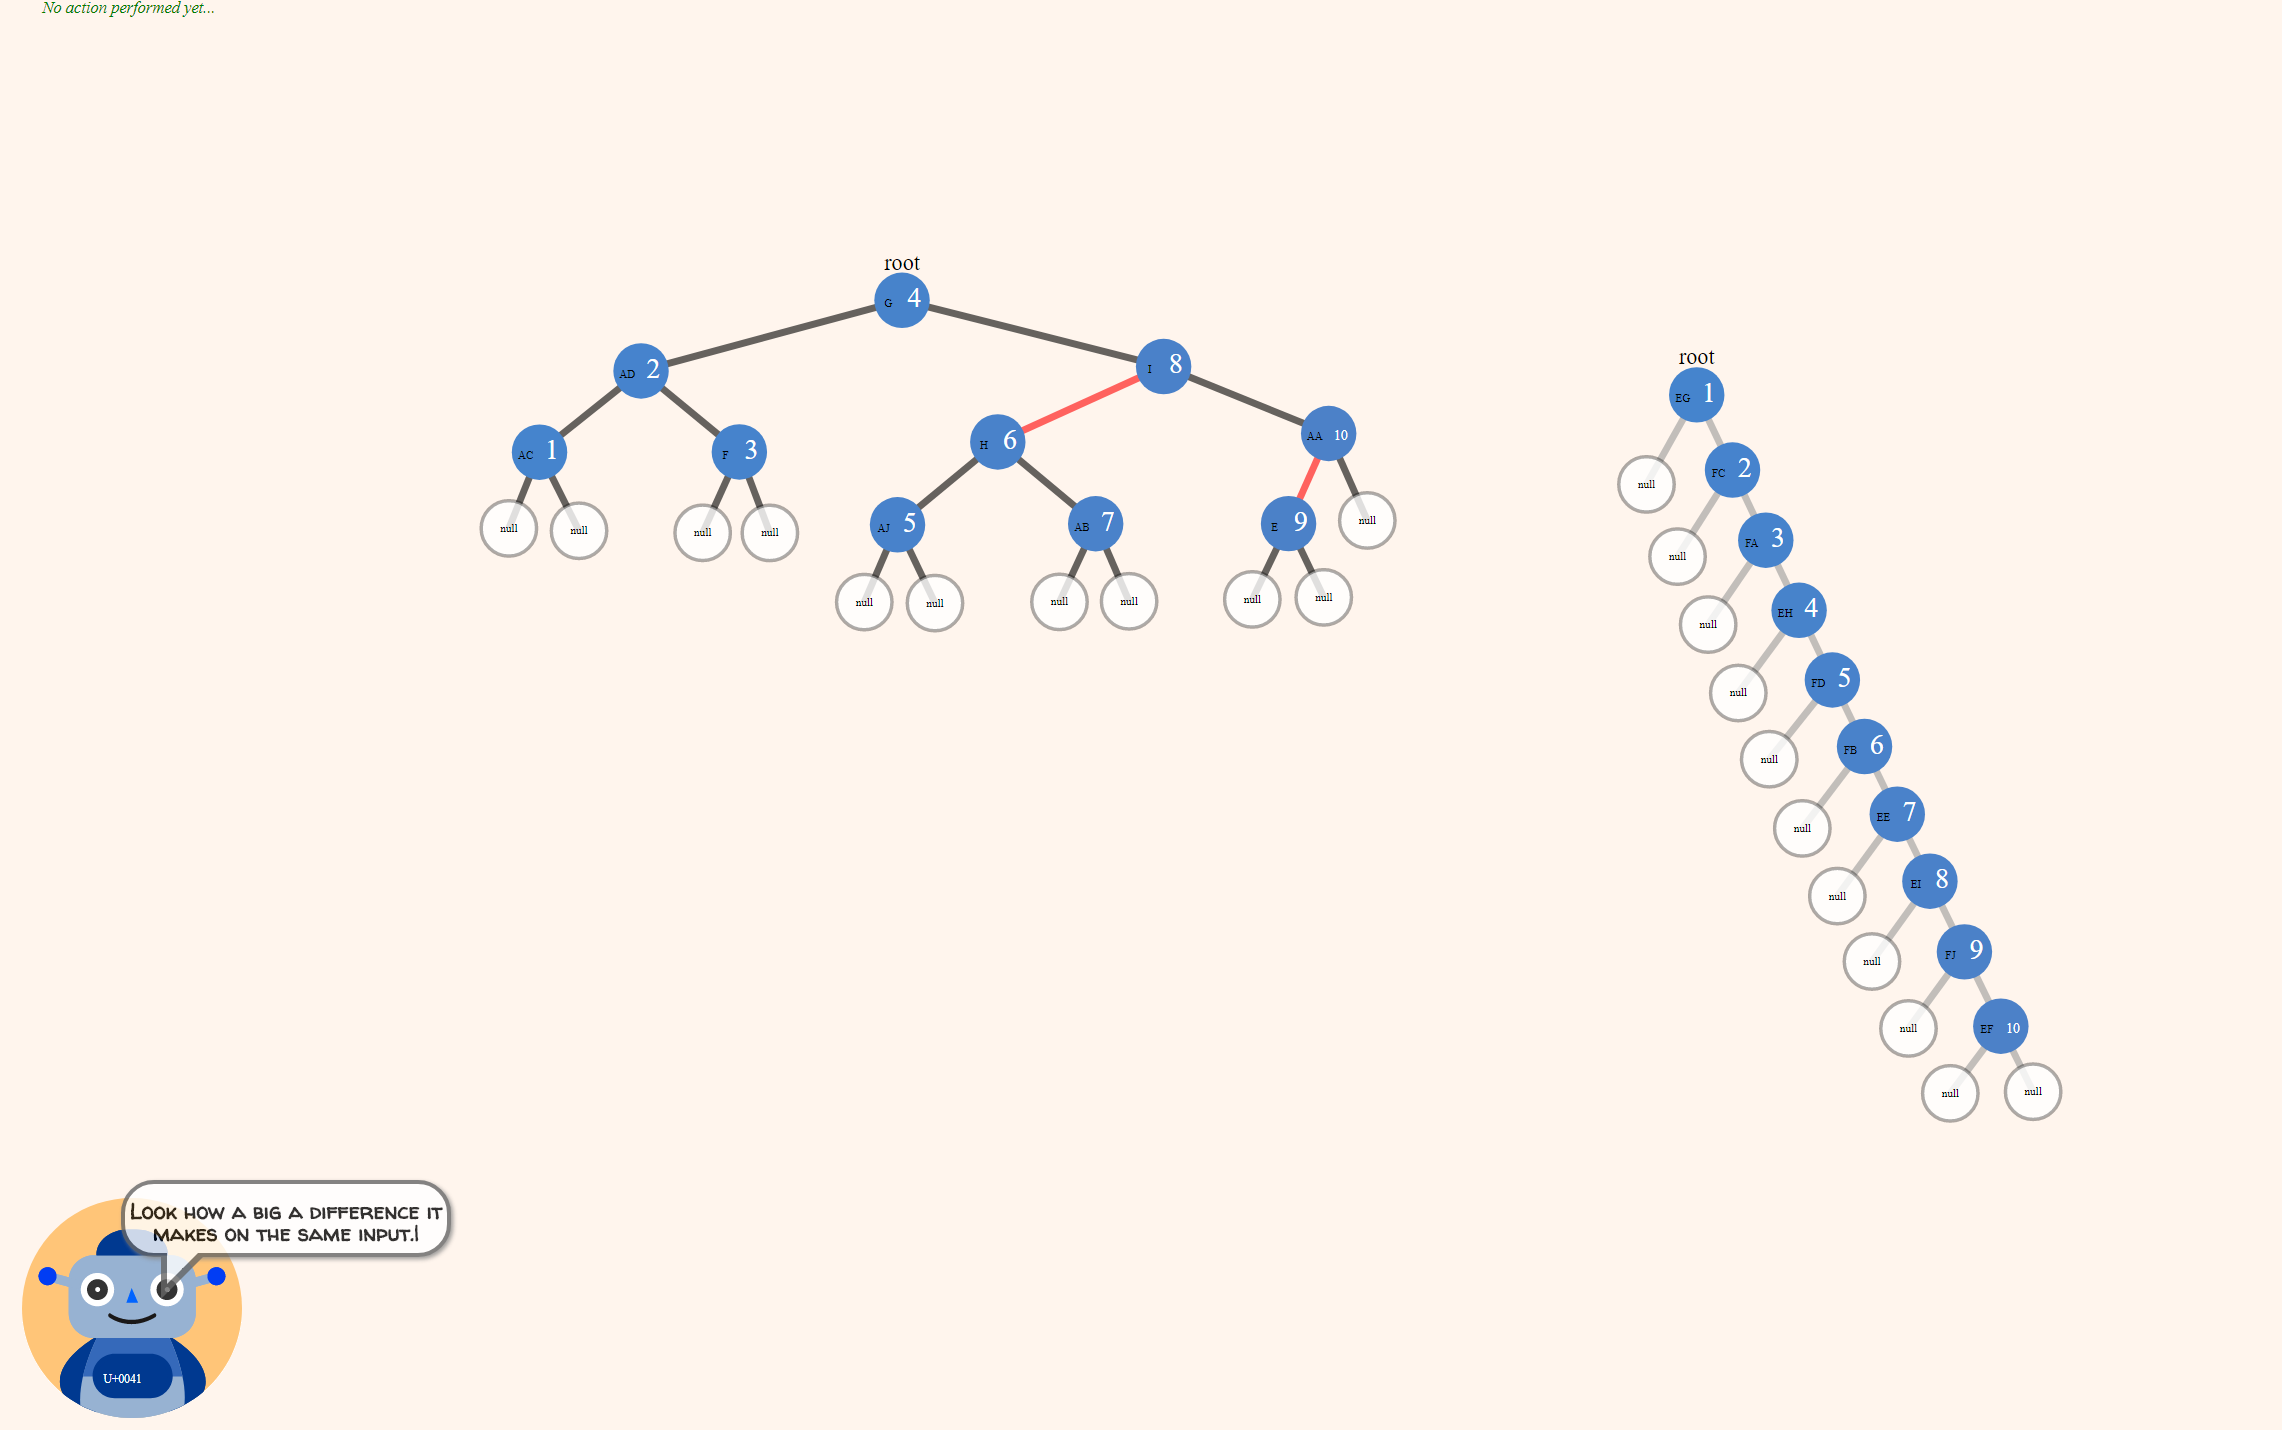 No action performed yet...
root
G 4
AD 2
I 8
AC 1
F 3
H 6
AA 10
null
null
null
null
AJ 5
AB 7
E 9
null
null
null
null
null
null
null
root
EG 1
null
FC 2
null
FA 3
null
EH 4
null
FD 5
null
FB 6
null
EE 7
null
EI 8
null
FJ 9
null
EF 10
null
null
Look how a big a difference it
makes on the same input.|
U+0041